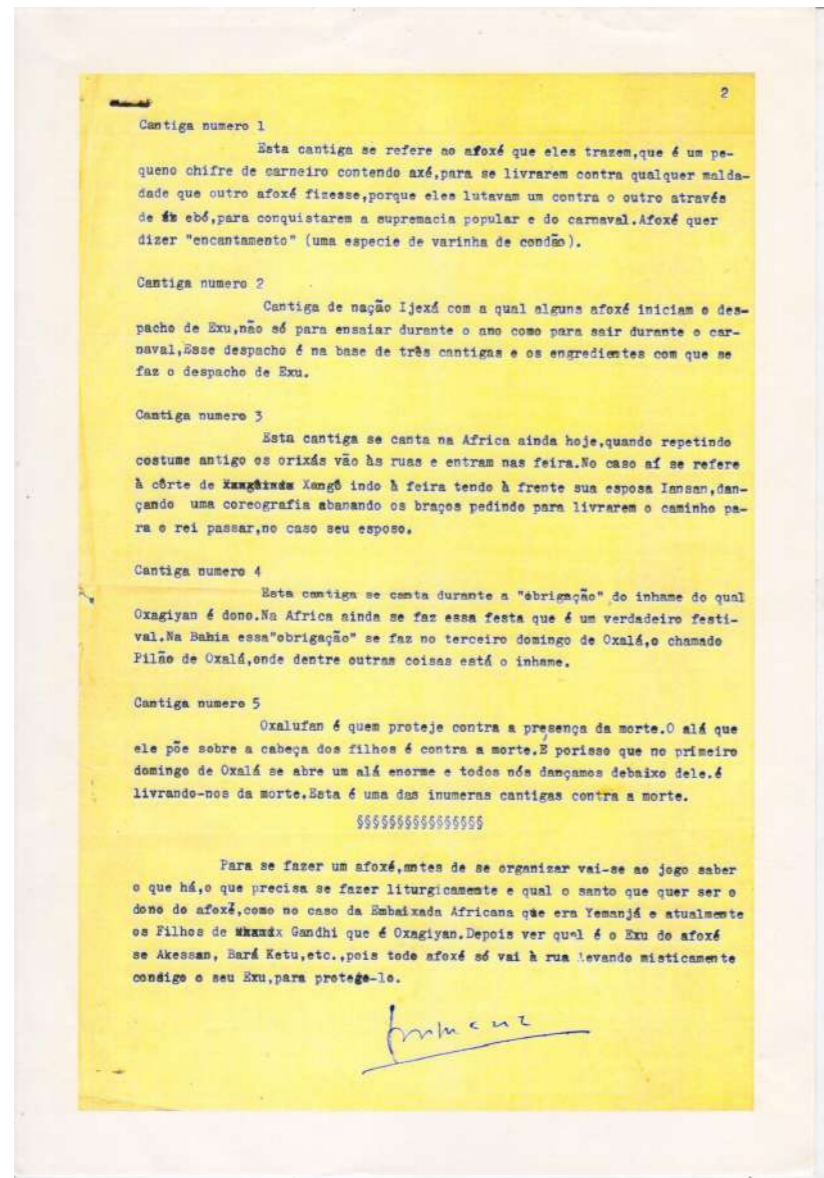 2
Cantiga numero 1
Esta cantiga se refere ao afoxé que eles trazem,que é um pe-
queno chifre de carneiro contendo axé,para se livrarem contra qualquer malda-
dade que outro afoxé fizesse,porque eles lutavam um contra o outro através
de ebó,para conquistarem a supremacia popular e do carnaval.Afoxé quer
dizer "encantamento" (uma especie de varinha de condão).
Cantiga numero 2
Cantiga de nação Ijexá com a qual alguns afoxé iniciam o des-
pacho de Exu,não só para ensaiar durante o ano como para sair durante o car-
naval,Esse despacho é na base de três cantigas e os engredientes com que se
faz o despacho de Exu.
Cantiga numero 3
Esta cantiga se canta na Africa ainda hoje,quando repetindo
costume antigo os orixás vão às ruas e entram nas feira.No caso aí se refere
à côrte de Xangô indo à feira tendo à frente sua esposa Iansan,dan-
çando uma coreografia abanando os braços pedindo para livrarem o caminho pa-
ra o rei passar,no caso seu esposo.
Cantiga numero 4
Esta cantiga se canta durante a "obrigação" do inhame do qual
Oxagiyan é dono.Na Africa ainda se faz essa festa que é um verdadeiro festi-
val.Na Bahia essa"obrigação" se faz no terceiro domingo de Oxalá,o chamado
Pilão de Oxalá,onde dentre outras coisas está o inhame.
Cantiga numero 5
Oxalufan é quem proteje contra a presença da morte.O alá que
ele põe sobre a cabeça dos filhos é contra a morte.É porisso que no primeiro
domingo de Oxalá se abre um alá enorme e todos nós dançamos debaixo dele.é
livrando-nos da morte.Esta é uma das inumeras cantigas contra a morte.
§§§§§§§§§§§§§§§§
Para se fazer um afoxé,antes de se organizar vai-se ao jogo saber
o que há,o que precisa se fazer liturgicamente e qual o santo que quer ser o
dono do afoxé,como no caso da Embaixada Africana que era Yemanjá e atualmente
os Filhos de Gandhi que é Oxagiyan.Depois ver qual é o Exu do afoxé
se Akessan, Bará Ketu,etc.,pois todo afoxé só vai à rua levando misticamente
consigo o seu Exu,para protege-lo.